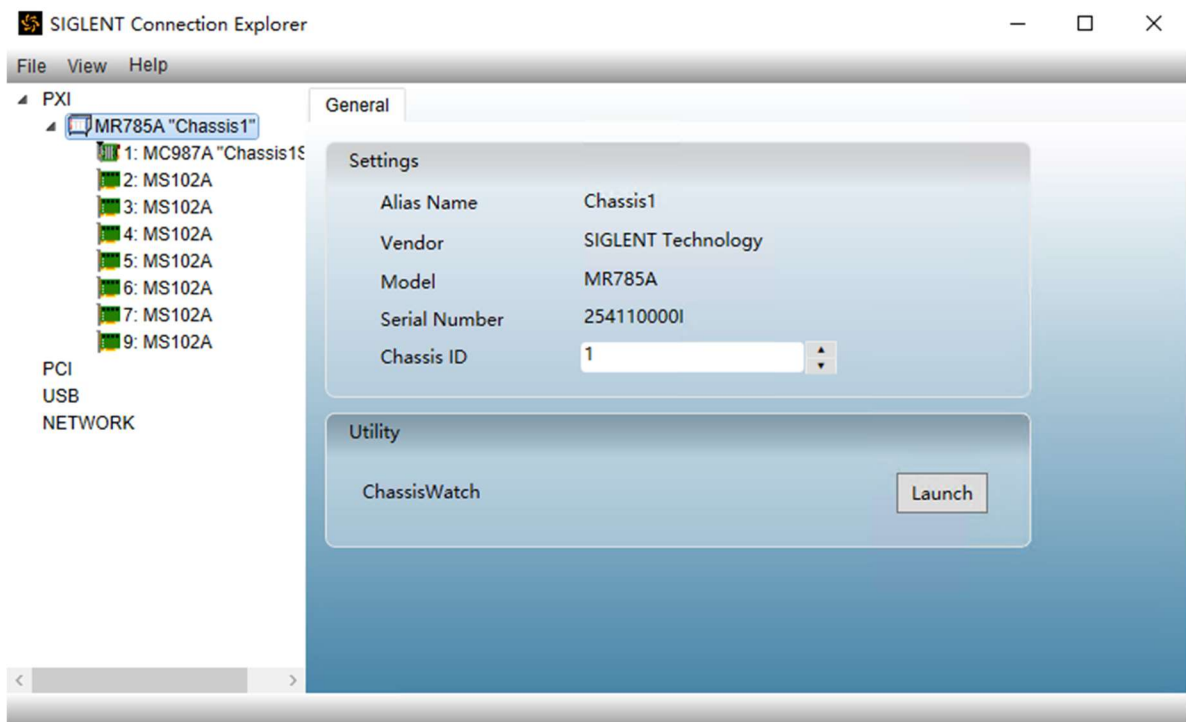 SIGLENT Connection Explorer
File View Help
PXI
MR785A "Chassis1"
1: MC987A "Chassis1S
2: MS102A
3: MS102A
4: MS102A
5: MS102A
6: MS102A
7: MS102A
9: MS102A
PCI
USB
NETWORK
General
Settings
Alias Name Chassis1
Vendor SIGLENT Technology
Model MR785A
Serial Number 254110000I
Chassis ID 1
Utility
ChassisWatch Launch